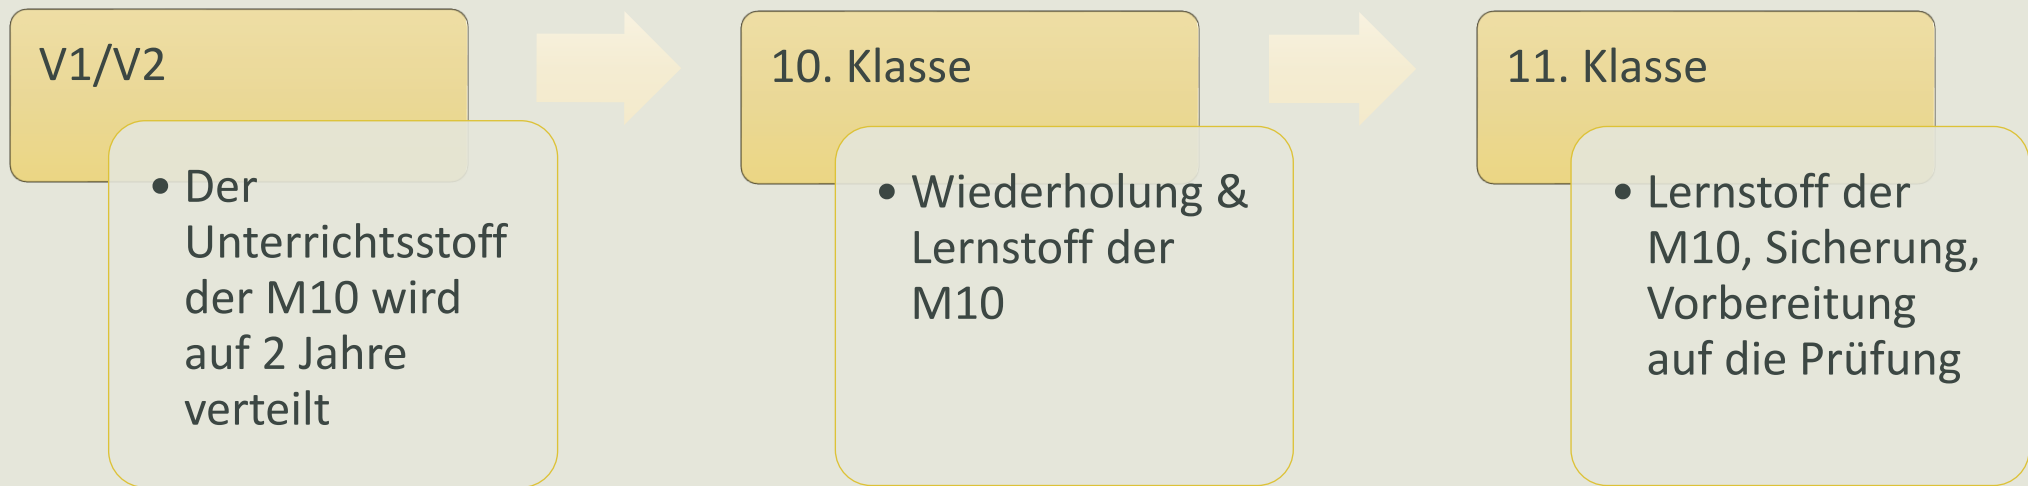 V1/V2
• Der
Unterrichtsstoff
der M10 wird
auf 2 Jahre
verteilt
10. Klasse
• Wiederholung &
Lernstoff der
M10
11. Klasse
• Lernstoff der
M10, Sicherung,
Vorbereitung
auf die Prüfung